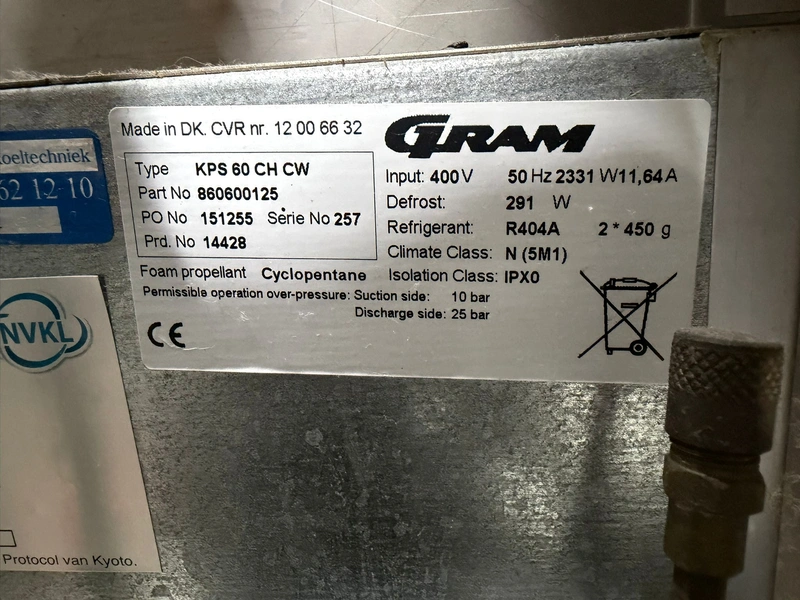 Made in DK. CVR nr. 12 00 66 32
GRAM
Type KPS 60 CH CW
Part No 860600125
PO No 151255 Serie No 257
Prd. No 14428
Input: 400 V 50 Hz 2331 W 11,64 A
Defrost: 291 W
Refrigerant: R404A 2 * 450 g
Climate Class: N (5M1)
Isolation Class: IPX0
Foam propellant Cyclopentane
Permissible operation over-pressure: Suction side: 10 bar
Discharge side: 25 bar
CE
oeltechniek
62 12-10
NVKL
Protocol van Kyoto.